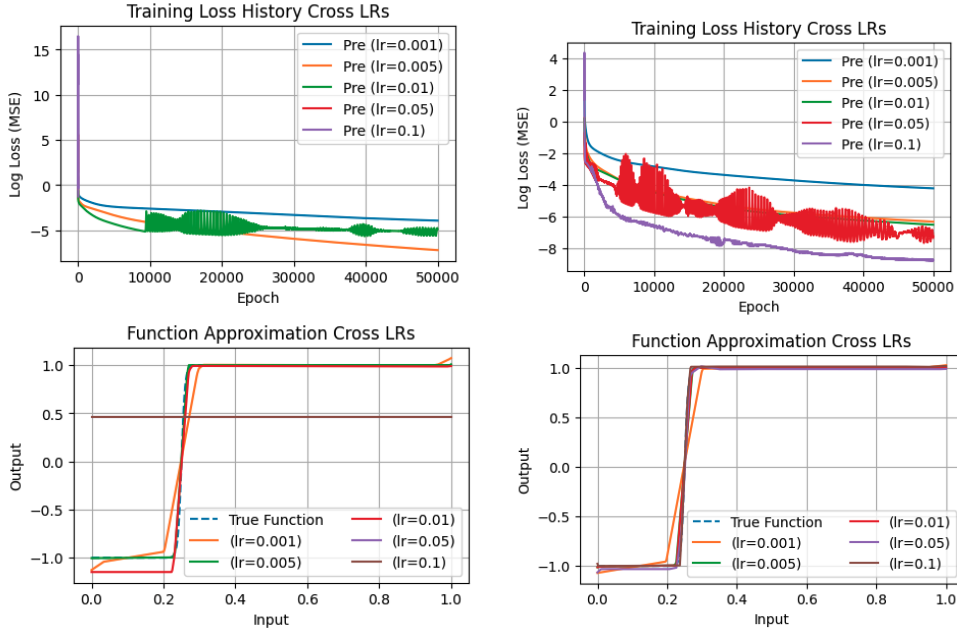 Training Loss History Cross LRs
Log Loss (MSE)
15
10
5
0
−5
Pre (lr=0.001)
Pre (lr=0.005)
Pre (lr=0.01)
Pre (lr=0.05)
Pre (lr=0.1)
0 10000 20000 30000 40000 50000
Epoch
Training Loss History Cross LRs
Log Loss (MSE)
4
2
0
−2
−4
−6
−8
Pre (lr=0.001)
Pre (lr=0.005)
Pre (lr=0.01)
Pre (lr=0.05)
Pre (lr=0.1)
0 10000 20000 30000 40000 50000
Epoch
Function Approximation Cross LRs
Output
1.0
0.5
0.0
−0.5
−1.0
True Function
(lr=0.001)
(lr=0.005)
(lr=0.01)
(lr=0.05)
(lr=0.1)
0.0 0.2 0.4 0.6 0.8 1.0
Input
Function Approximation Cross LRs
Output
1.0
0.5
0.0
−0.5
−1.0
True Function
(lr=0.001)
(lr=0.005)
(lr=0.01)
(lr=0.05)
(lr=0.1)
0.0 0.2 0.4 0.6 0.8 1.0
Input